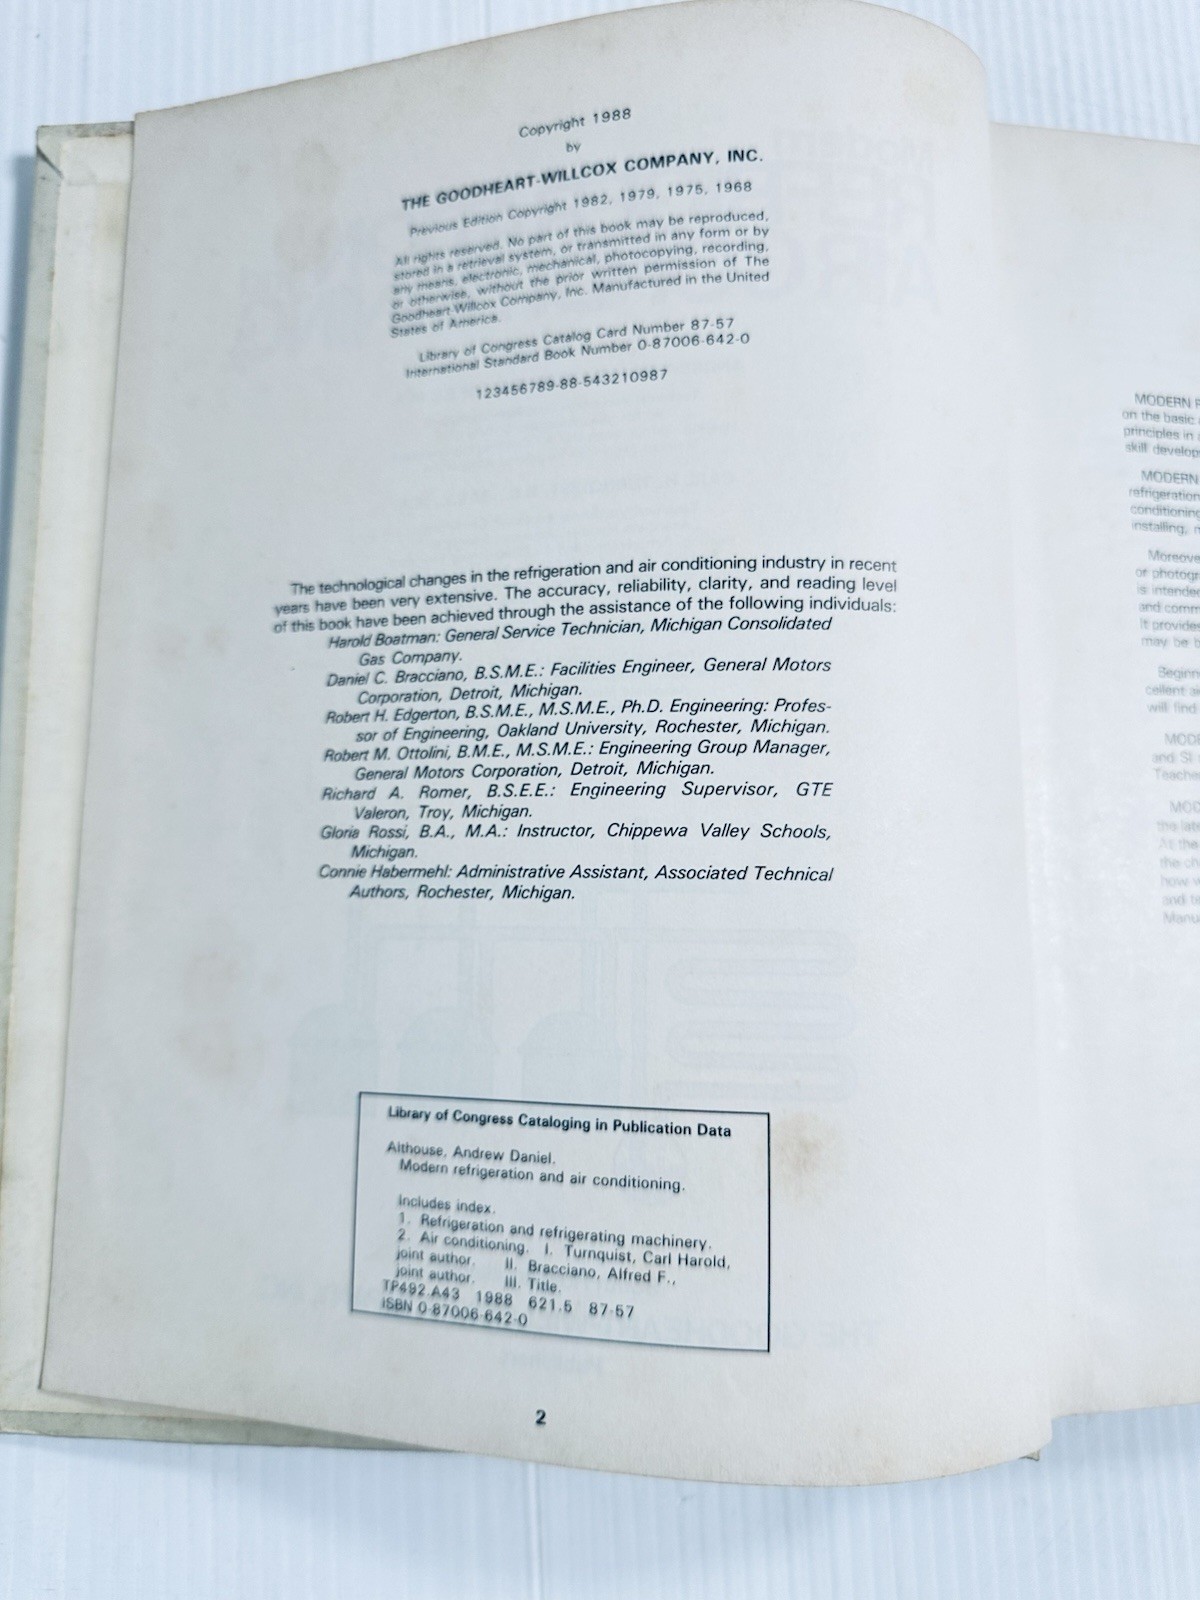 Copyright 1988
by
THE GOODHEART-WILLCOX COMPANY, INC.
Previous Edition Copyright 1982, 1979, 1975, 1968
All rights reserved. No part of this book may be reproduced,
stored in a retrieval system, or transmitted in any form or by
any means, electronic, mechanical, photocopying, recording,
or otherwise, without the prior written permission of The
Goodheart-Willcox Company, Inc. Manufactured in the United
States of America.
Library of Congress Catalog Card Number 87-57
International Standard Book Number 0-87006-642-0
123456789-88-543210987
The technological changes in the refrigeration and air conditioning industry in recent
years have been very extensive. The accuracy, reliability, clarity, and reading level
of this book have been achieved through the assistance of the following individuals:
Harold Boatman: General Service Technician, Michigan Consolidated
Gas Company.
Daniel C. Bracciano, B.S.M.E.: Facilities Engineer, General Motors
Corporation, Detroit, Michigan.
Robert H. Edgerton, B.S.M.E., M.S.M.E., Ph.D. Engineering: Profes-
sor of Engineering, Oakland University, Rochester, Michigan.
Robert M. Ottolini, B.M.E., M.S.M.E.: Engineering Group Manager,
General Motors Corporation, Detroit, Michigan.
Richard A. Romer, B.S.E.E.: Engineering Supervisor, GTE
Valeron, Troy, Michigan.
Gloria Rossi, B.A., M.A.: Instructor, Chippewa Valley Schools,
Michigan.
Connie Habermehl: Administrative Assistant, Associated Technical
Authors, Rochester, Michigan.
Library of Congress Cataloging in Publication Data
Althouse, Andrew Daniel.
Modern refrigeration and air conditioning.
Includes index.
1. Refrigeration and refrigerating machinery.
2. Air conditioning. I. Turnquist, Carl Harold,
joint author. II. Bracciano, Alfred F.,
joint author. III. Title.
TP492.A43 1988 621.5 87-57
ISBN 0-87006-642-0
2
MODERN
on the basic
principles in
skill
MODERN
refrigeration
conditioning
installing,
Moreover
of
is intended
and
It provides
may be
will find
and SI
the
and